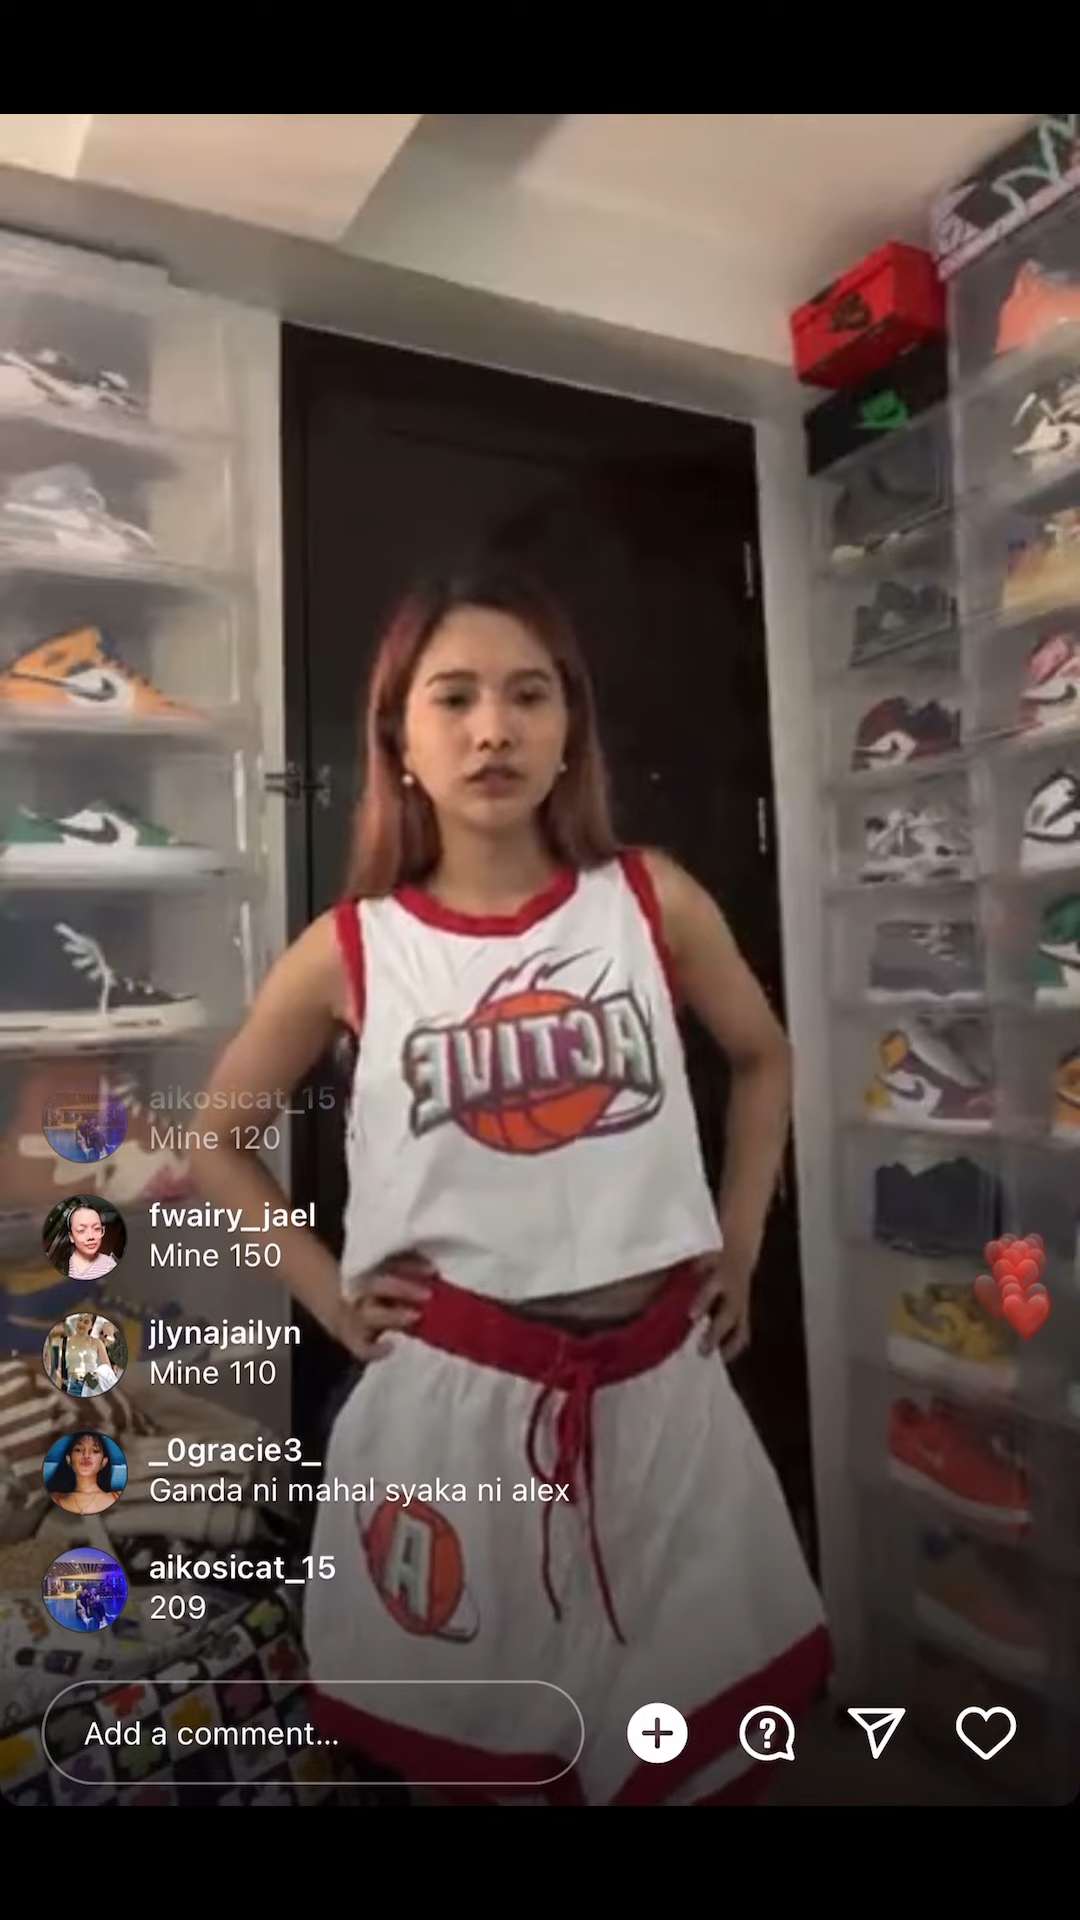 ACTIVE
aikosicat_15
Mine 120
fwairy_jael
Mine 150
jlynajailyn
Mine 110
_0gracie3_
Ganda ni mahal syaka ni alex
A
aikosicat_15
209
Add a comment...